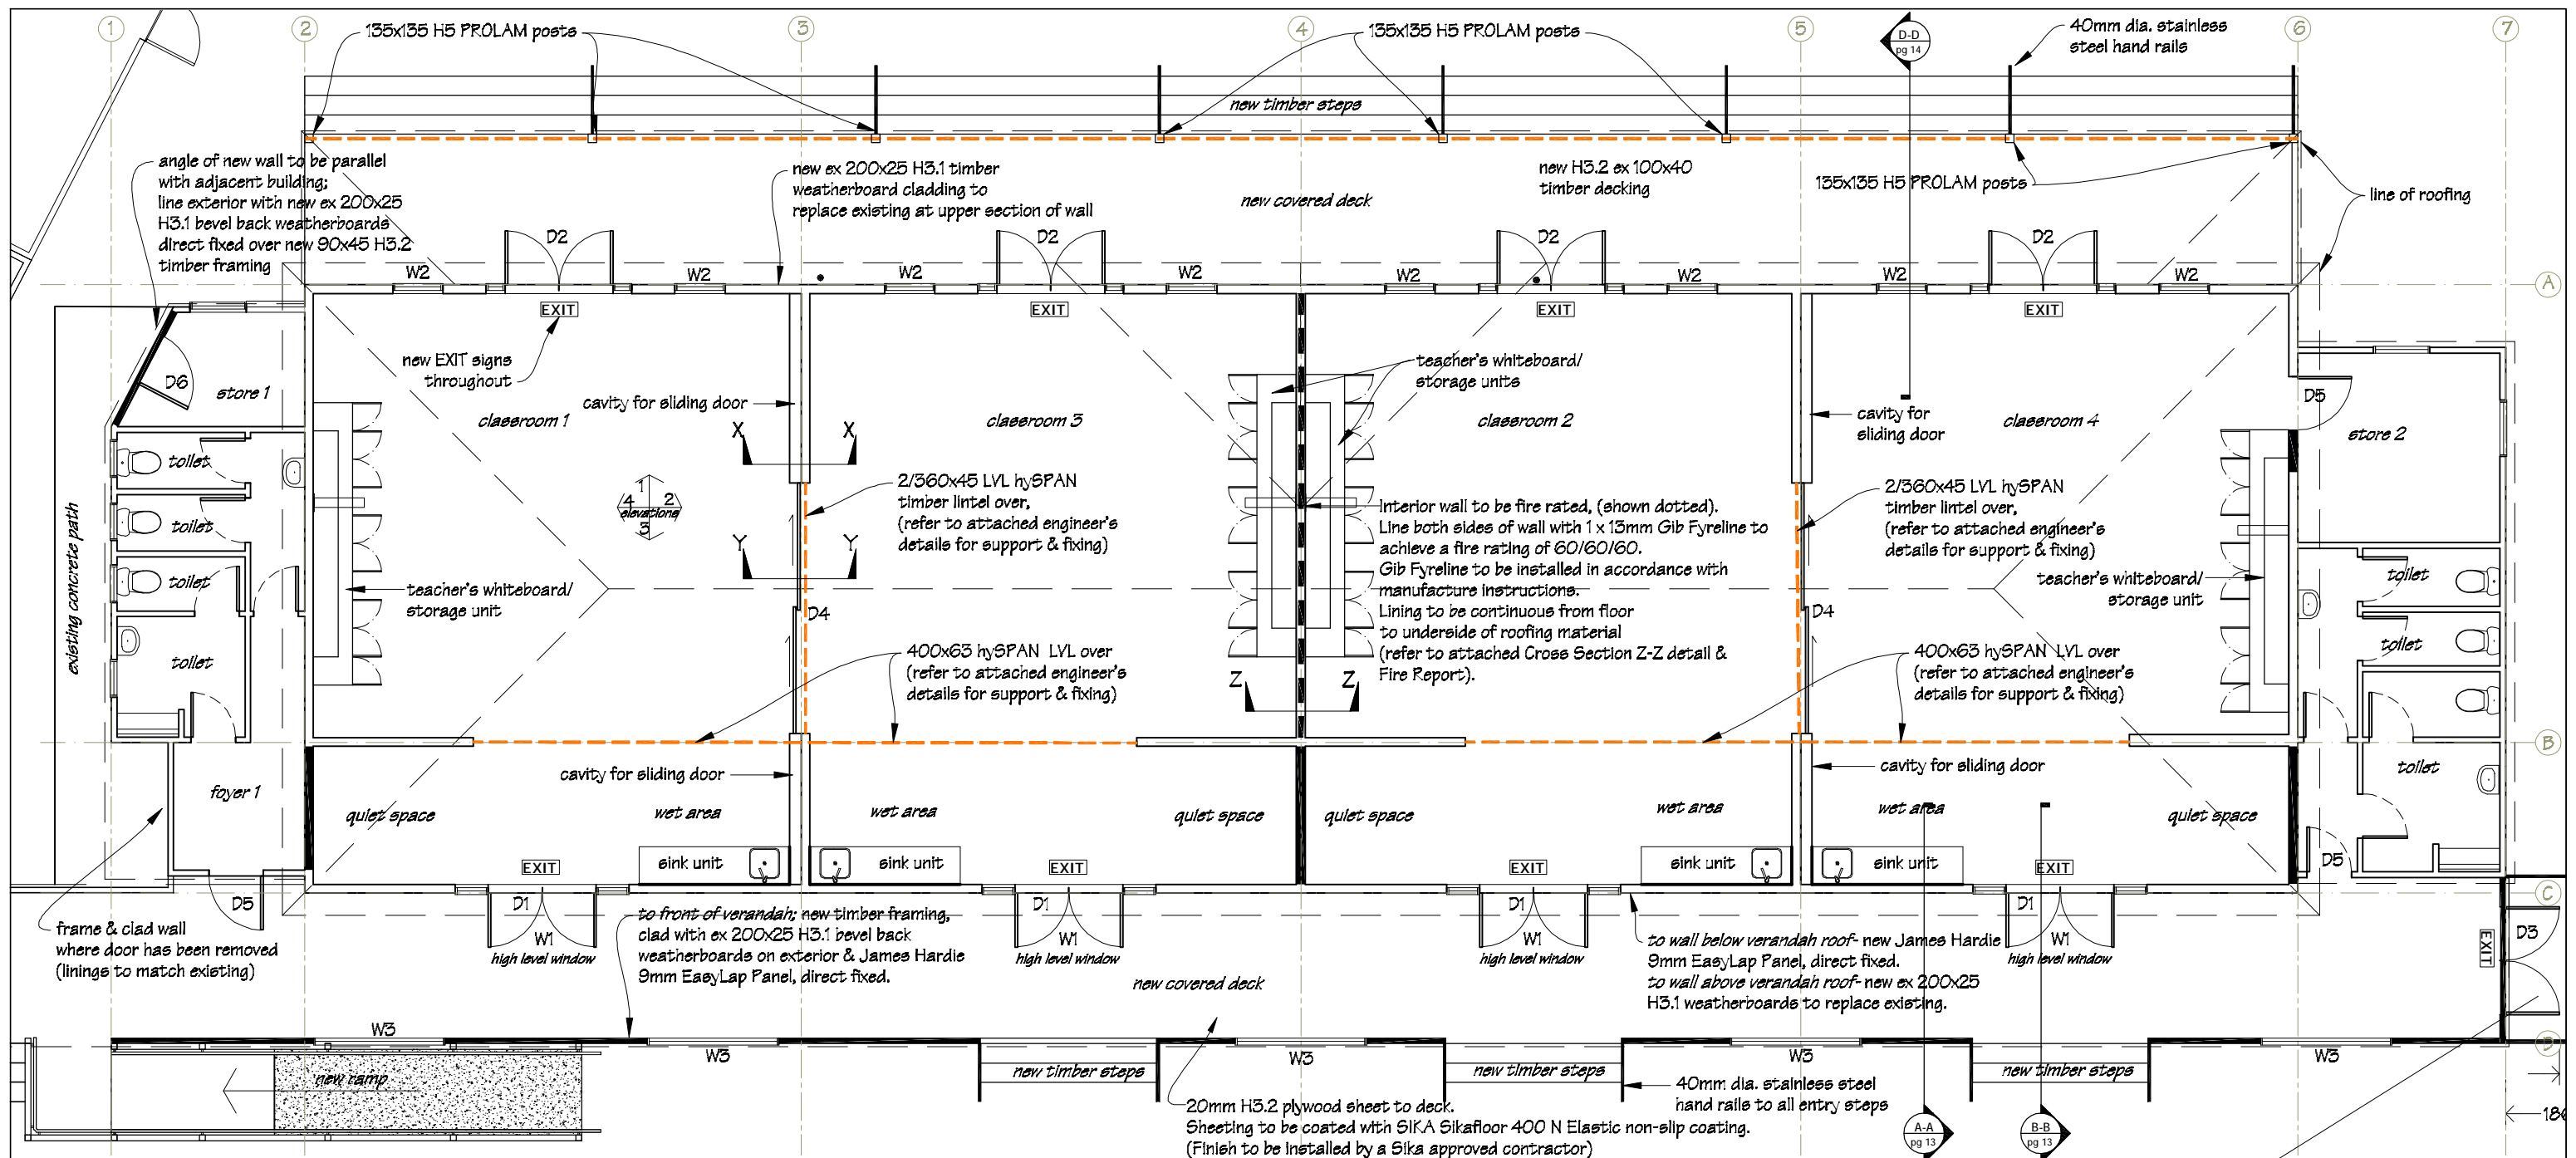 1
2
3
4
5
6
7
135x135 H5 PROLAM posts
135x135 H5 PROLAM posts
D-D
pg 14
40mm dia. stainless
steel hand rails
new timber steps
angle of new wall to be parallel
with adjacent building;
line exterior with new ex 200x25
H3.1 bevel back weatherboards
direct fixed over new 90x45 H3.2
timber framing
new ex 200x25 H3.1 timber
weatherboard cladding to
replace existing at upper section of wall
new covered deck
new H3.2 ex 100x40
timber decking
135x135 H5 PROLAM posts
line of roofing
D2
D2
D2
D2
W2
W2
W2
W2
W2
W2
W2
W2
A
EXIT
EXIT
EXIT
EXIT
new EXIT signs
throughout
D6
store 1
classroom 1
cavity for sliding door
classroom 3
teacher's whiteboard/
storage units
classroom 2
cavity for
sliding door
classroom 4
D5
store 2
X
X
toilet
toilet
toilet
toilet
existing concrete path
1
4
2
elevations
3
2/360x45 LVL hySPAN
timber lintel over,
(refer to attached engineer's
details for support & fixing)
Y
Y
Interior wall to be fire rated, (shown dotted).
Line both sides of wall with 1 x 13mm Gib Fyreline to
achieve a fire rating of 60/60/60.
Gib Fyreline to be installed in accordance with
manufacture instructions.
Lining to be continuous from floor
to underside of roofing material
(refer to attached Cross Section Z-Z detail &
Fire Report).
2/360x45 LVL hySPAN
timber lintel over,
(refer to attached engineer's
details for support & fixing)
teacher's whiteboard/
storage unit
teacher's whiteboard/
storage unit
D4
D4
toilet
toilet
toilet
400x63 hySPAN LVL over
(refer to attached engineer's
details for support & fixing)
400x63 hySPAN LVL over
(refer to attached engineer's
details for support & fixing)
Z
Z
B
foyer 1
cavity for sliding door
cavity for sliding door
quiet space
wet area
wet area
quiet space
quiet space
wet area
wet area
quiet space
EXIT
sink unit
sink unit
EXIT
EXIT
sink unit
sink unit
EXIT
D5
D5
C
D1
D1
D1
D1
W1
W1
W1
W1
high level window
high level window
high level window
high level window
D3
EXIT
frame & clad wall
where door has been removed
(linings to match existing)
to front of verandah; new timber framing,
clad with ex 200x25 H3.1 bevel back
weatherboards on exterior & James Hardie
9mm EasyLap Panel, direct fixed.
new covered deck
to wall below verandah roof- new James Hardie
9mm EasyLap Panel, direct fixed.
to wall above verandah roof- new ex 200x25
H3.1 weatherboards to replace existing.
W3
W3
W3
W3
W3
D
new ramp
new timber steps
new timber steps
new timber steps
40mm dia. stainless steel
hand rails to all entry steps
20mm H3.2 plywood sheet to deck.
Sheeting to be coated with SIKA Sikafloor 400 N Elastic non-slip coating.
(Finish to be installed by a Sika approved contractor)
A-A
pg 13
B-B
pg 13